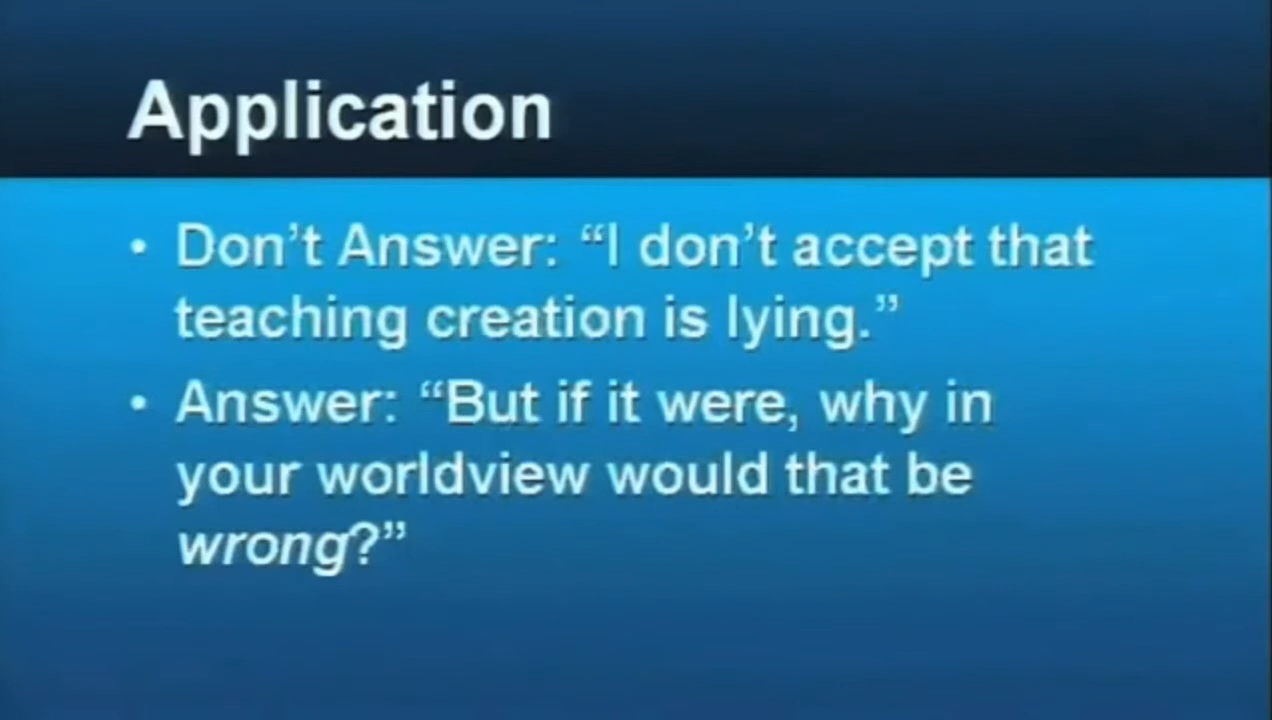 Application
• Don’t Answer: “I don’t accept that
teaching creation is lying.”
• Answer: “But if it were, why in
your worldview would that be
wrong?”